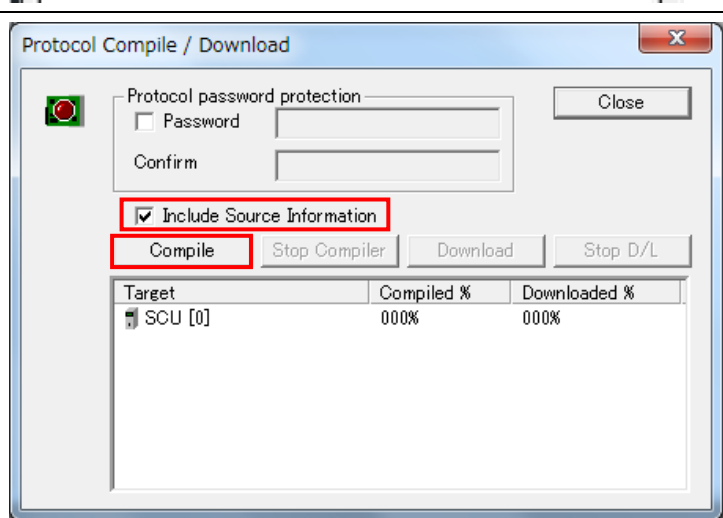 Protocol Compile / Download
Protocol password protection
Password
Close
Confirm
Include Source Information
Compile Stop Compiler Download Stop D/L
Target Compiled % Downloaded %
SCU [0] 000% 000%